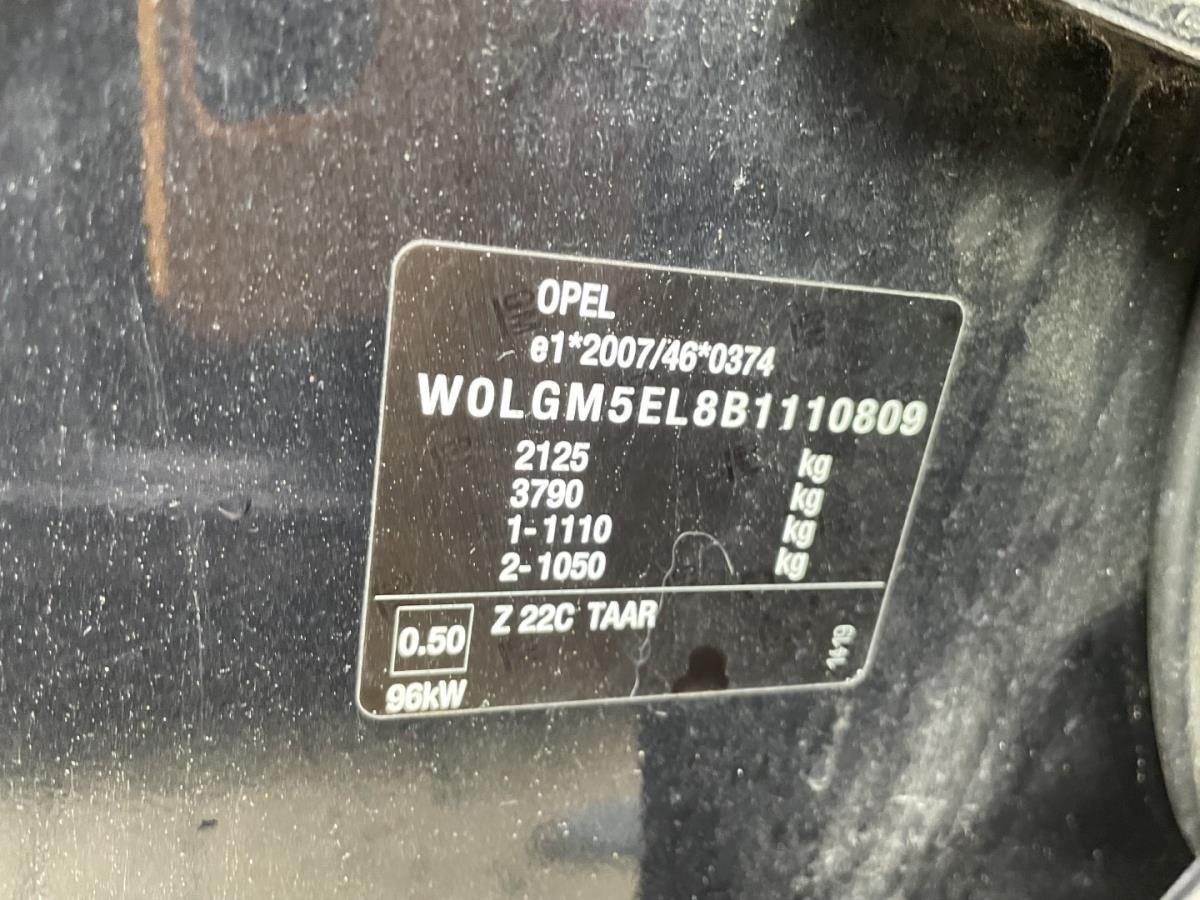 OPEL
e1*2007/46*0374
W0LGM5EL8B1110809
2125 kg
3790 kg
1-1110 kg
2-1050 kg
0.50 Z 22C TAAR
96kW